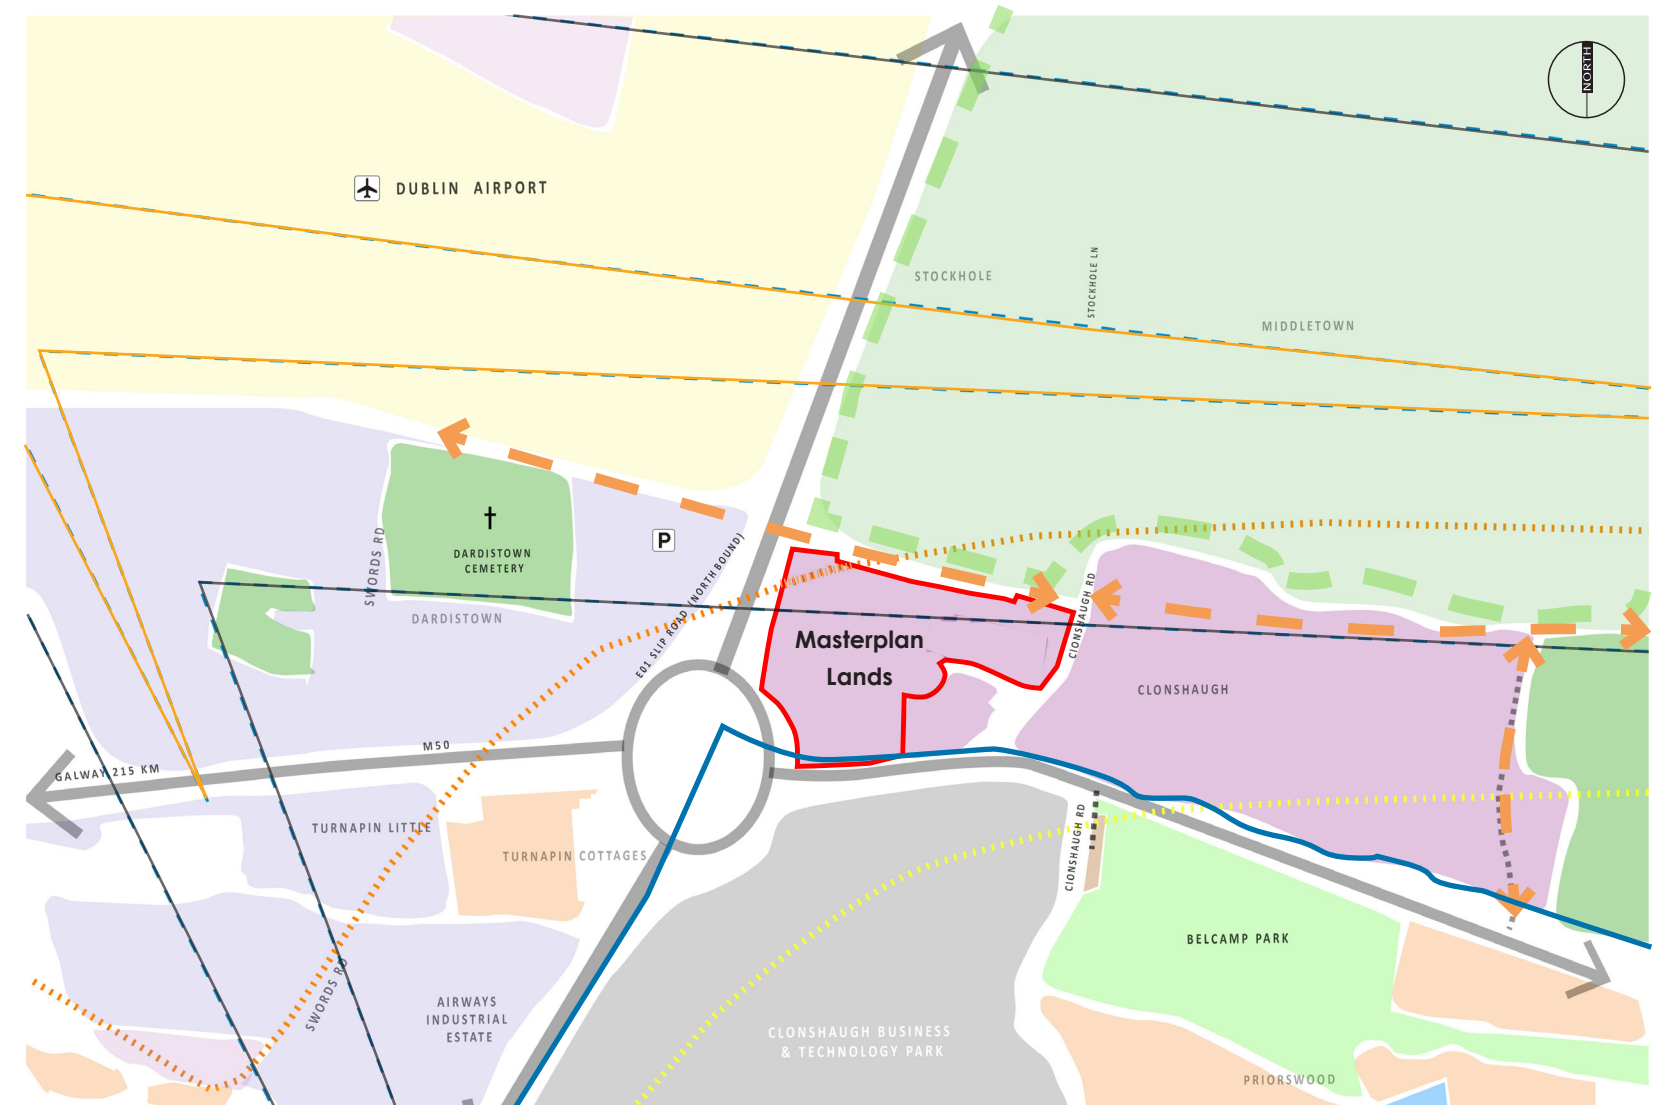 NORTH
DUBLIN AIRPORT
STOCKHOLE
STOCKHOLE LN
MIDDLETOWN
SWORDS RD
DARDISTOWN
CEMETERY
P
DARDISTOWN
E01 SLIP ROAD (NORTH BOUND)
Masterplan
Lands
ClONSHAUGH RD
CLONSHAUGH
M50
GALWAY 215 KM
TURNAPIN LITTLE
TURNAPIN COTTAGES
ClONSHAUGH RD
BELCAMP PARK
SWORDS RD
AIRWAYS
INDUSTRIAL
ESTATE
CLONSHAUGH BUSINESS
& TECHNOLOGY PARK
PRIORSWOOD